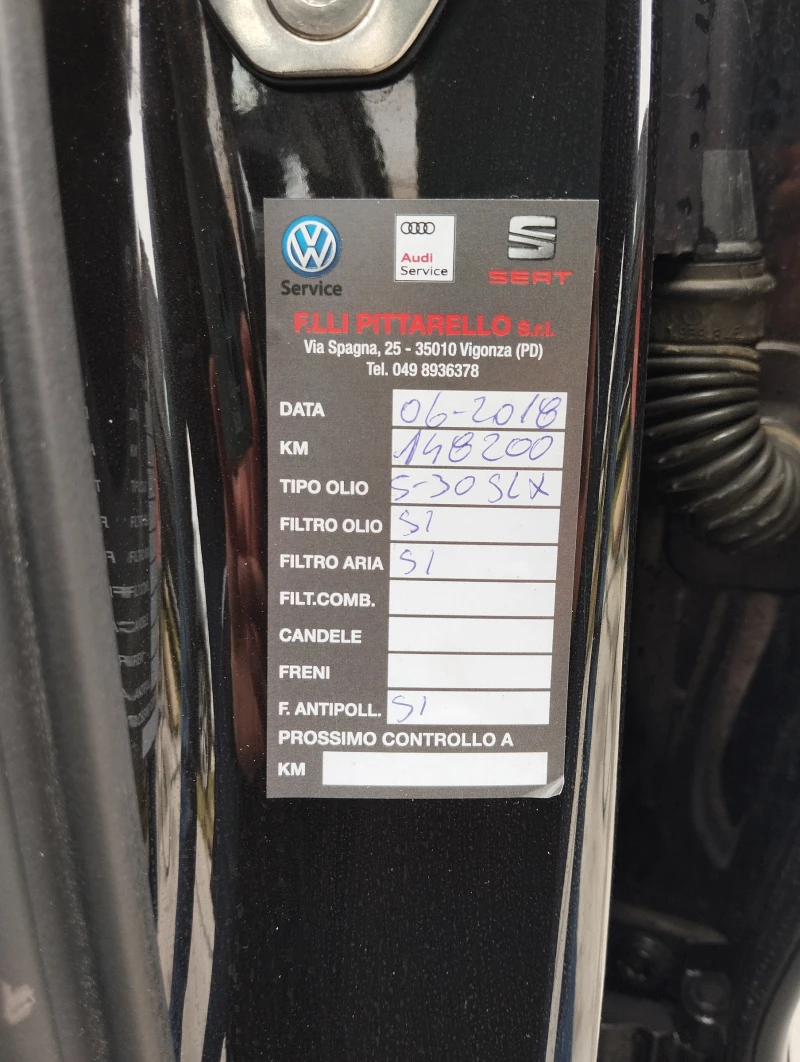 Service
Audi
Service
SEAT
F.LLI PITTARELLO S.r.l.
Via Spagna, 25 - 35010 Vigonza (PD)
Tel. 049 8936378
DATA 06-2018
KM 148200
TIPO OLIO 5-30 SLX
FILTRO OLIO SI
FILTRO ARIA SI
FILT.COMB.
CANDELE
FRENI
F. ANTIPOLL. SI
PROSSIMO CONTROLLO A
KM